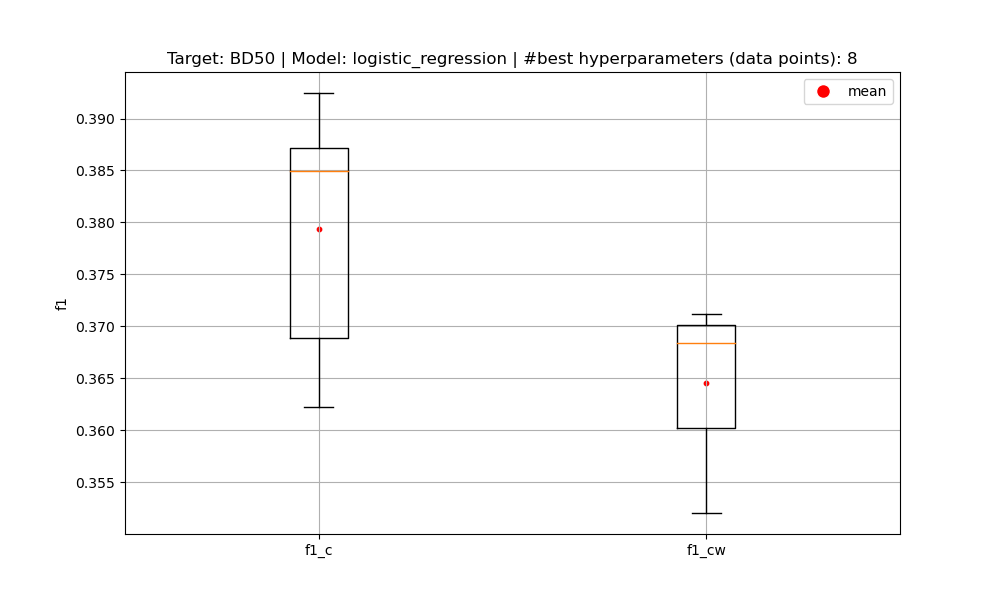 Target: BD50 | Model: logistic_regression | #best hyperparameters (data points): 8
mean
0.390
0.385
0.380
0.375
0.370
0.365
0.360
0.355
f1
f1_c
f1_cw